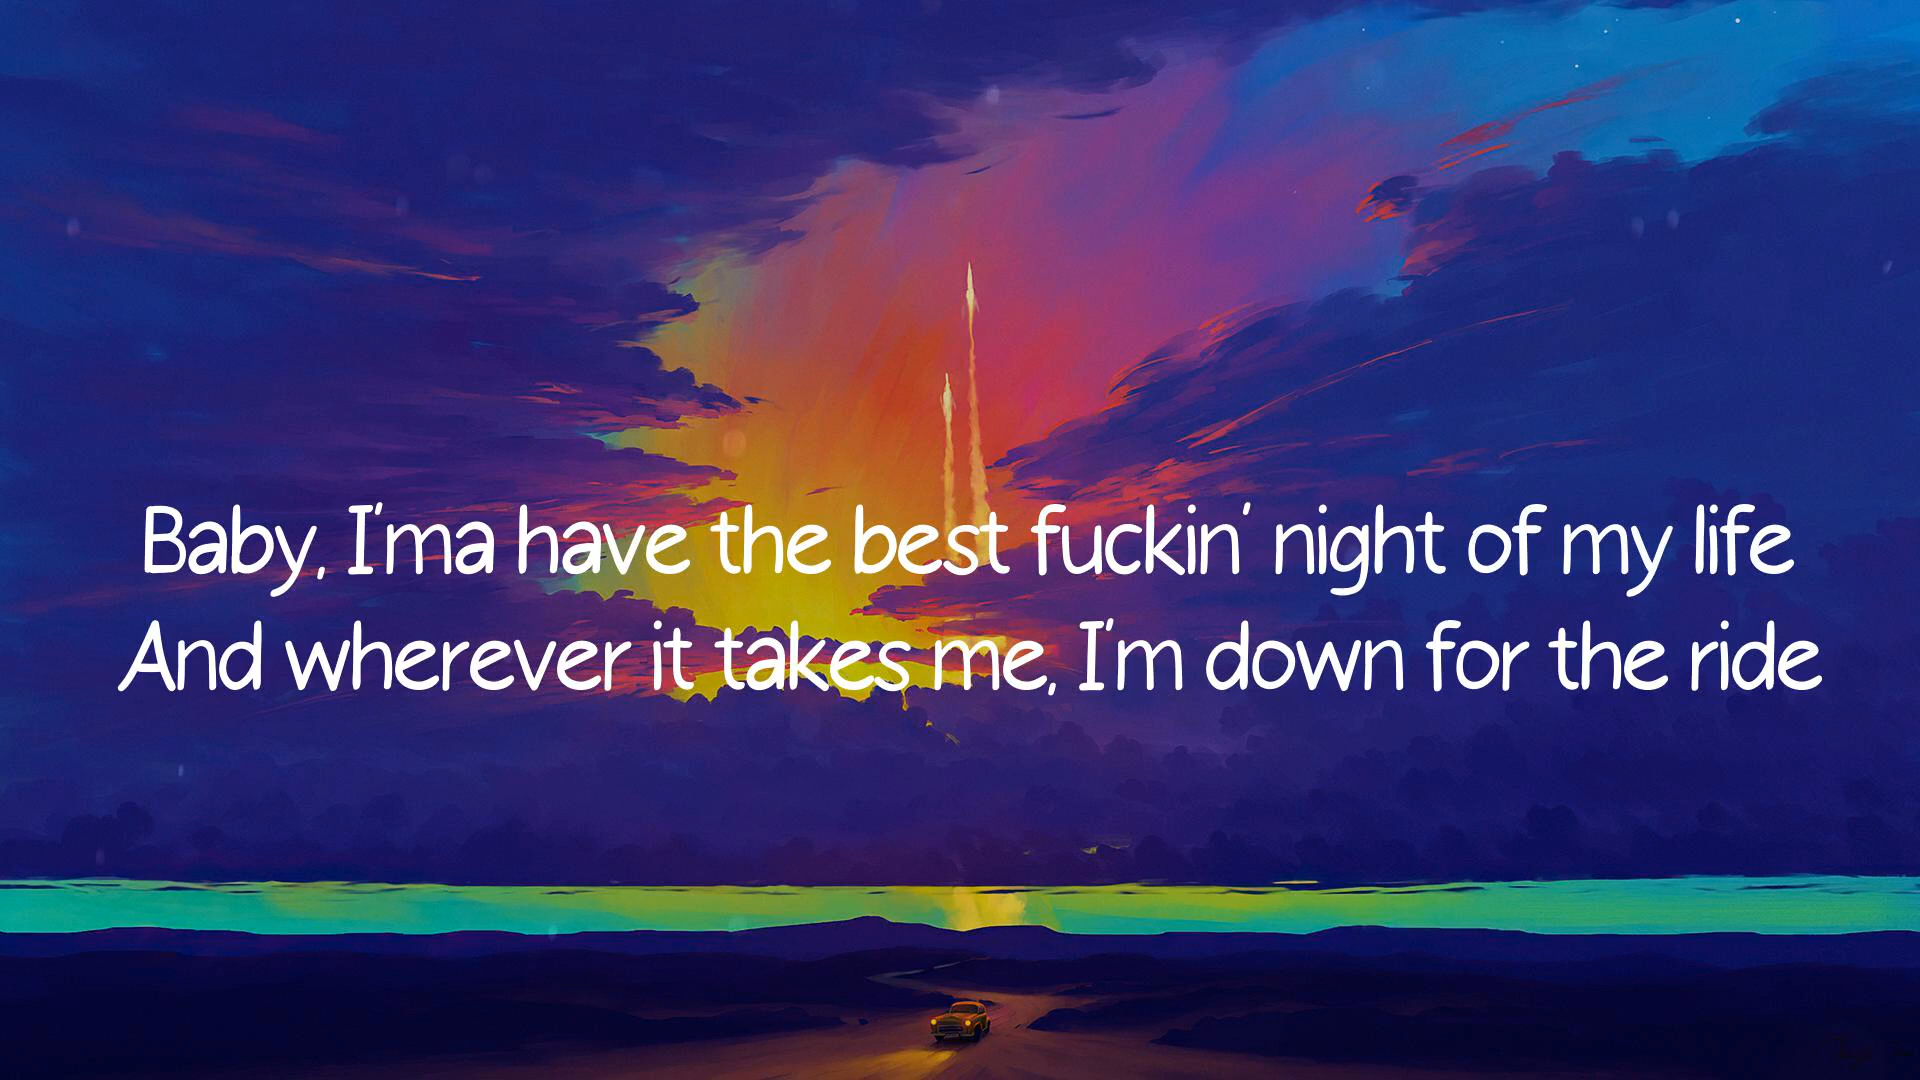 Baby, I'ma have the best fuckin' night of my life
And wherever it takes me, I'm down for the ride